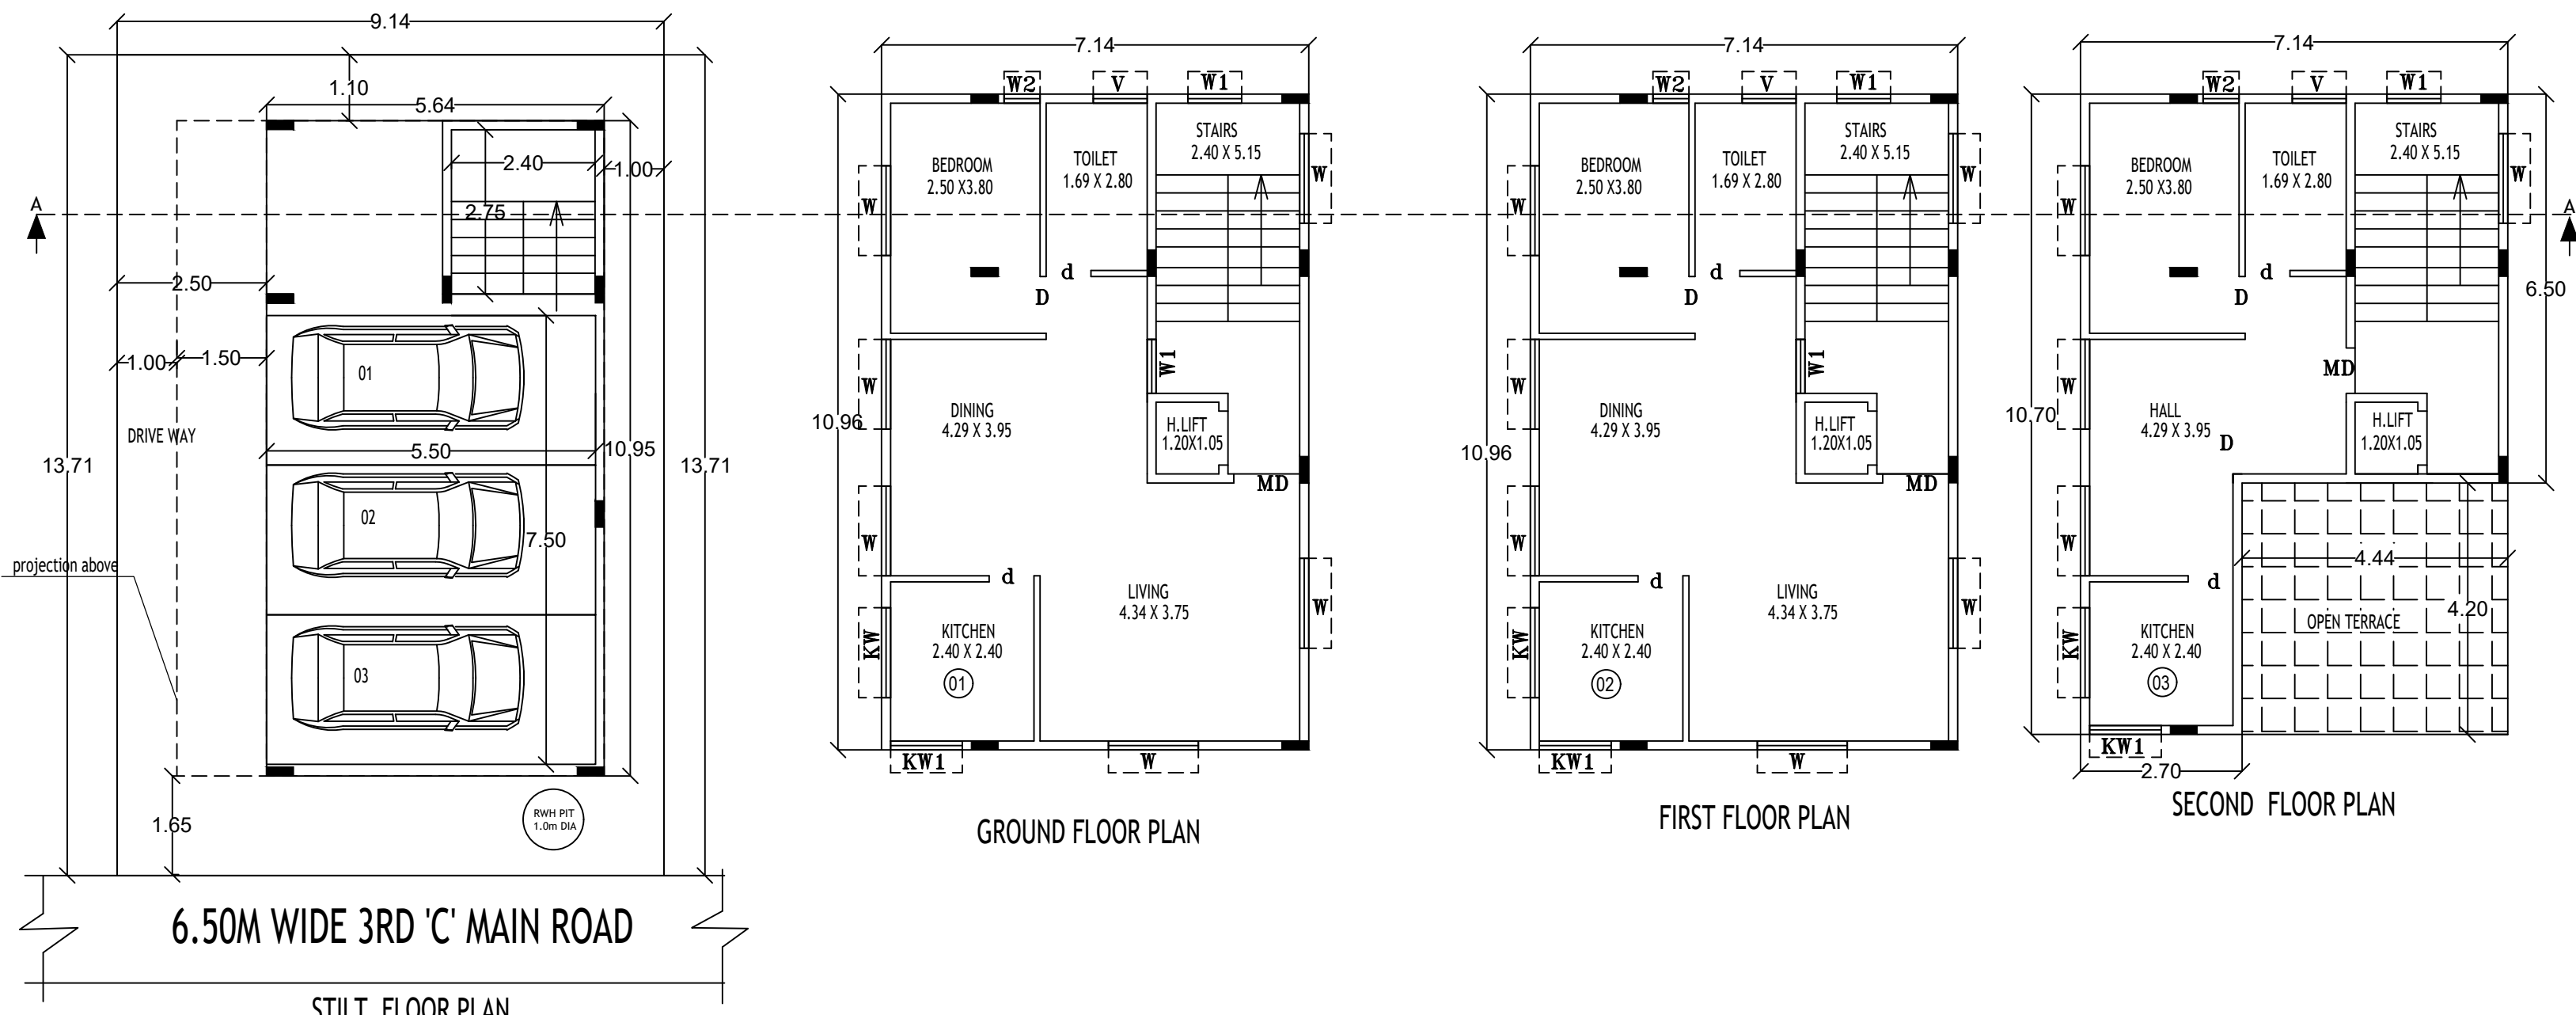 9.14
1.10
5.64
2.40
1.00
2.75
A
2.50
1.00
1.50
01
DRIVE WAY
5.50
10.95
13.71
13.71
02
7.50
projection above
03
1.65
RWH PIT
1.0m DIA
6.50M WIDE 3RD 'C' MAIN ROAD
STILT FLOOR PLAN
7.14
W2
V
W1
STAIRS
2.40 X 5.15
BEDROOM
2.50 X3.80
TOILET
1.69 X 2.80
W
W
d
D
W1
W
DINING
4.29 X 3.95
10.96
H.LIFT
1.20X1.05
MD
W
d
LIVING
4.34 X 3.75
W
KITCHEN
2.40 X 2.40
KW
01
KW1
W
GROUND FLOOR PLAN
7.14
W2
V
W1
STAIRS
2.40 X 5.15
BEDROOM
2.50 X3.80
TOILET
1.69 X 2.80
W
W
d
D
W1
W
DINING
4.29 X 3.95
10.96
H.LIFT
1.20X1.05
MD
W
d
LIVING
4.34 X 3.75
W
KITCHEN
2.40 X 2.40
KW
02
KW1
W
FIRST FLOOR PLAN
7.14
W2
V
W1
STAIRS
2.40 X 5.15
BEDROOM
2.50 X3.80
TOILET
1.69 X 2.80
W
W
A
d
D
6.50
MD
W
HALL
4.29 X 3.95
10.70
D
H.LIFT
1.20X1.05
W
4.44
d
4.20
OPEN TERRACE
KITCHEN
2.40 X 2.40
KW
03
KW1
2.70
SECOND FLOOR PLAN